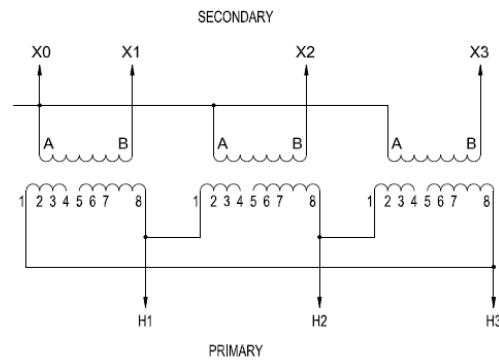 SECONDARY
X0 X1 X2 X3
A B A B A B
1 2 3 4 5 6 7 8 1 2 3 4 5 6 7 8 1 2 3 4 5 6 7 8
H1 H2 H3
PRIMARY